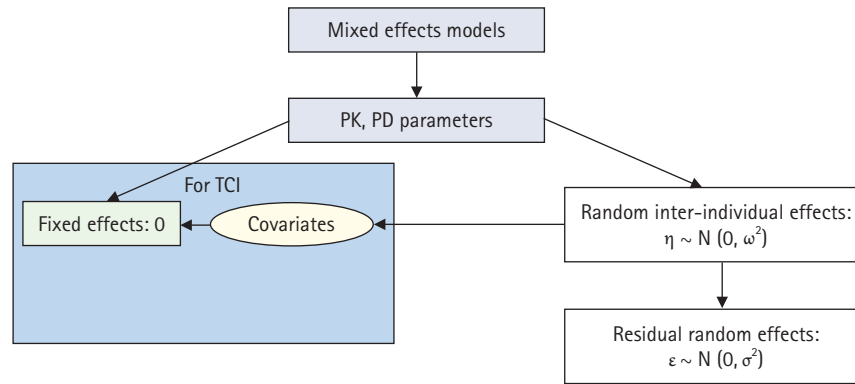 Mixed effects models
PK, PD parameters
For TCI
Fixed effects: 0
Covariates
Random inter-individual effects:
η ~ N (0, ω²)
Residual random effects:
ε ~ N (0, σ²)